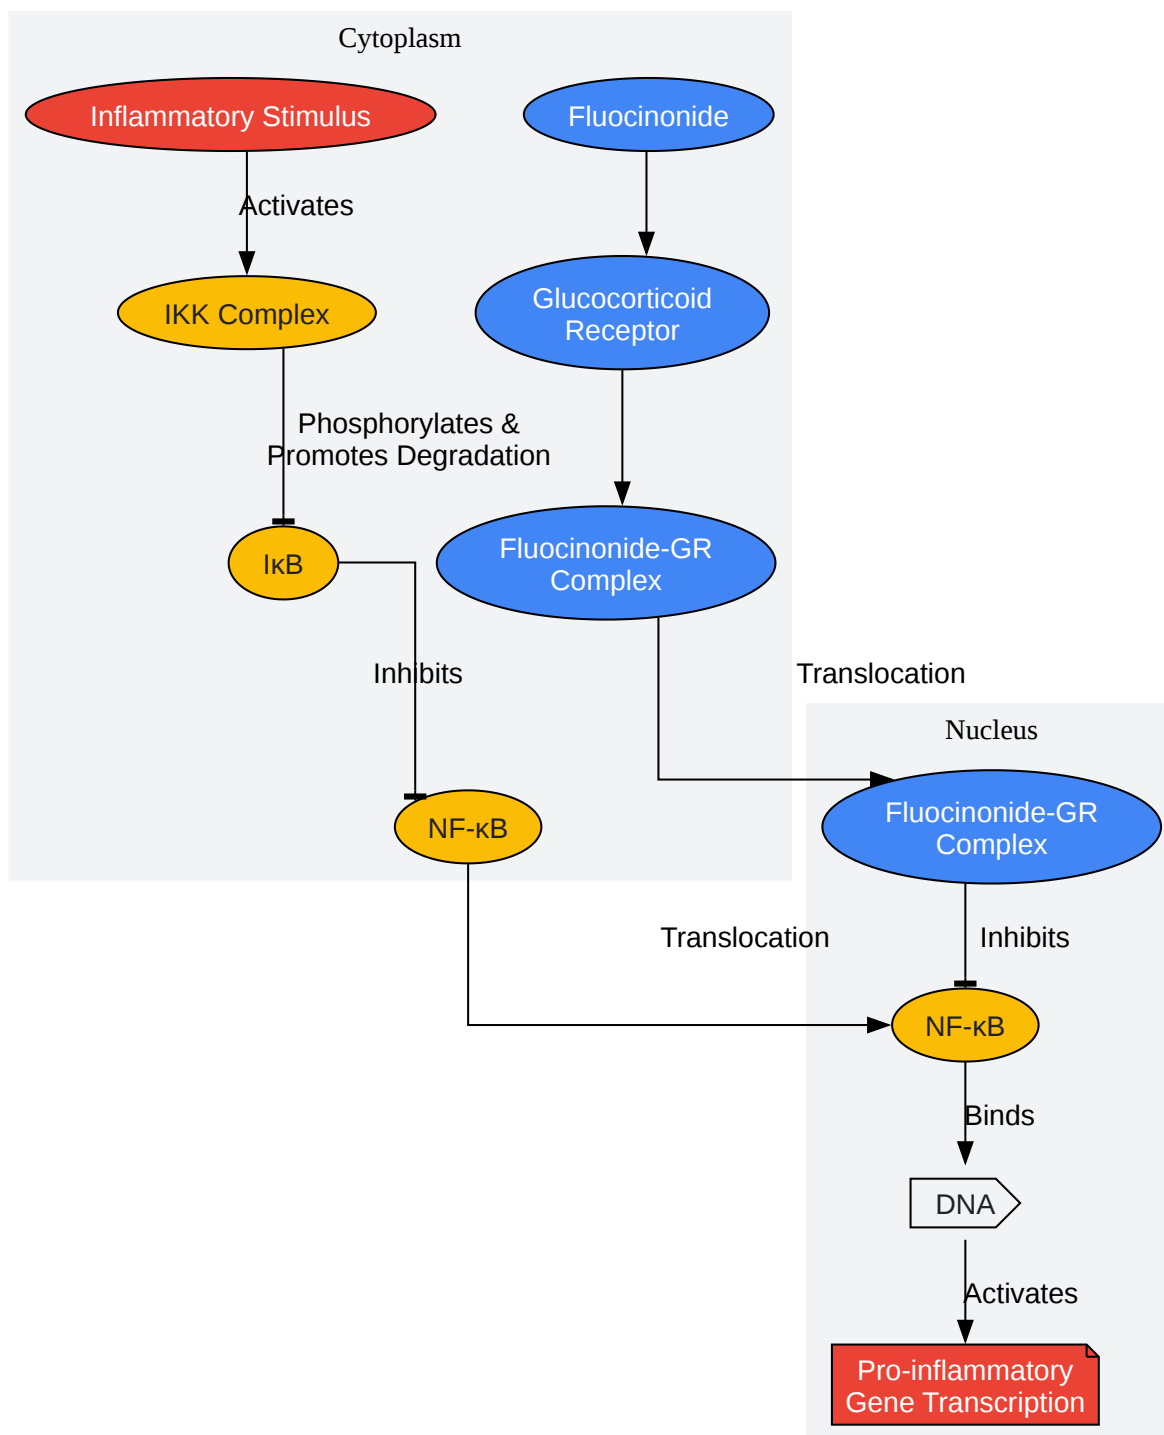 Cytoplasm
Inflammatory Stimulus
Fluocinonide
Activates
Glucocorticoid
Receptor
IKK Complex
Phosphorylates &
Promotes Degradation
IκB
Fluocinonide-GR
Complex
Inhibits
Translocation
Nucleus
NF-κB
Fluocinonide-GR
Complex
Translocation
Inhibits
NF-κB
Binds
DNA
Activates
Pro-inflammatory
Gene Transcription